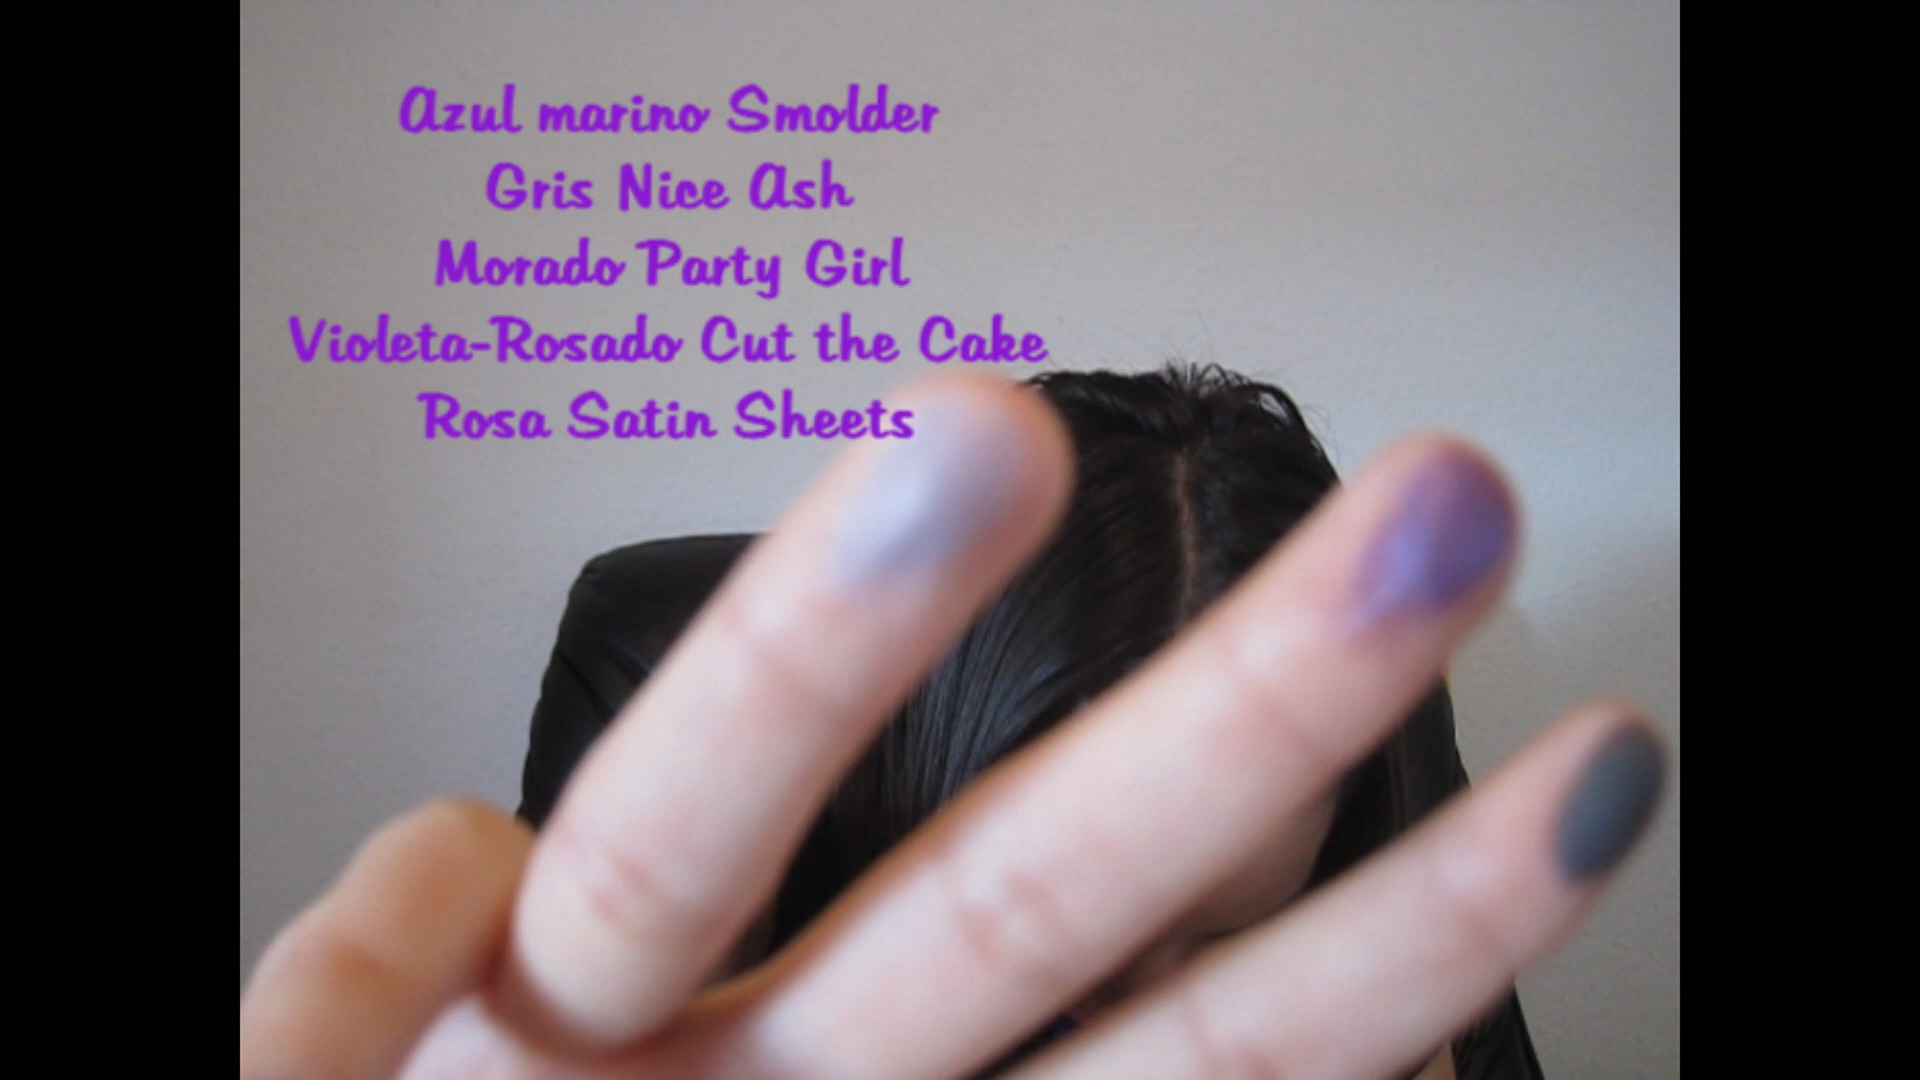 Azul marino Smolder
Gris Nice Ash
Morado Party Girl
Violeta-Rosado Cut the Cake
Rosa Satin Sheets